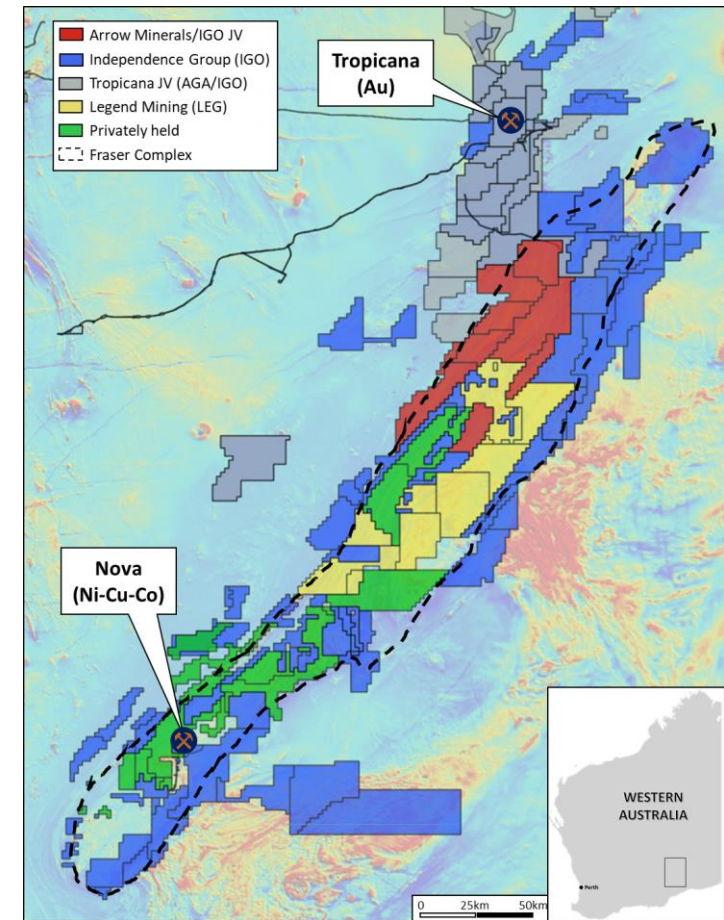 Arrow Minerals/IGO JV
Independence Group (IGO)
Tropicana JV (AGA/IGO)
Legend Mining (LEG)
Privately held
Fraser Complex
Tropicana
(Au)
Nova
(Ni-Cu-Co)
WESTERN
AUSTRALIA
Perth
0 25km 50km